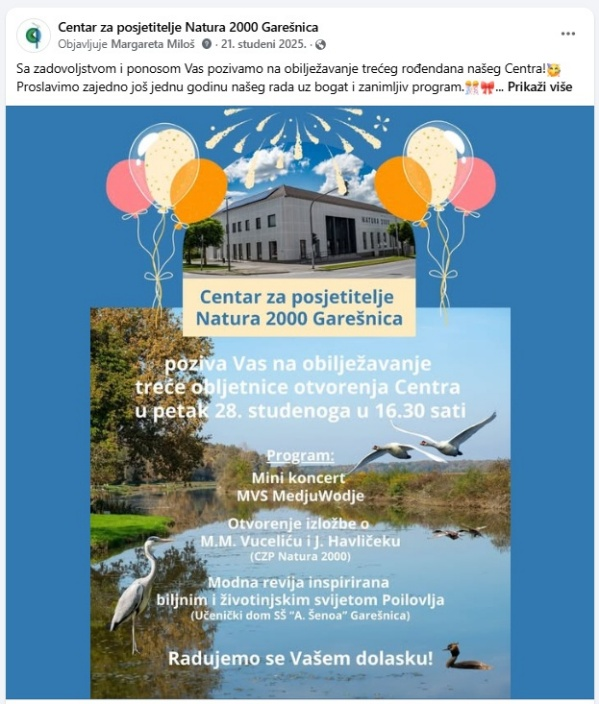 Centar za posjetitelje Natura 2000 Garešnica
Objavljuje Margareta Miloš · 21. studeni 2025. ·
Sa zadovoljstvom i ponosom Vas pozivamo na obilježavanje trećeg rođendana našeg Centra!🥳
Proslavimo zajedno još jednu godinu našeg rada uz bogat i zanimljiv program.🎊🎀... Prikaži više
NATURA 2000
Centar za posjetitelje
Natura 2000 Garešnica
poziva Vas na obilježavanje
treće obljetnice otvorenja Centra
u petak 28. studenoga u 16.30 sati
Program:
Mini koncert
MVS MedjuWodje
Otvorenje izložbe o
M.M. Vuceliću i J. Havličeku
(CZP Natura 2000)
Modna revija inspirirana
biljnim i životinjskim svijetom Poilovlja
(Učenički dom SŠ "A. Šenoa" Garešnica)
Radujemo se Vašem dolasku!